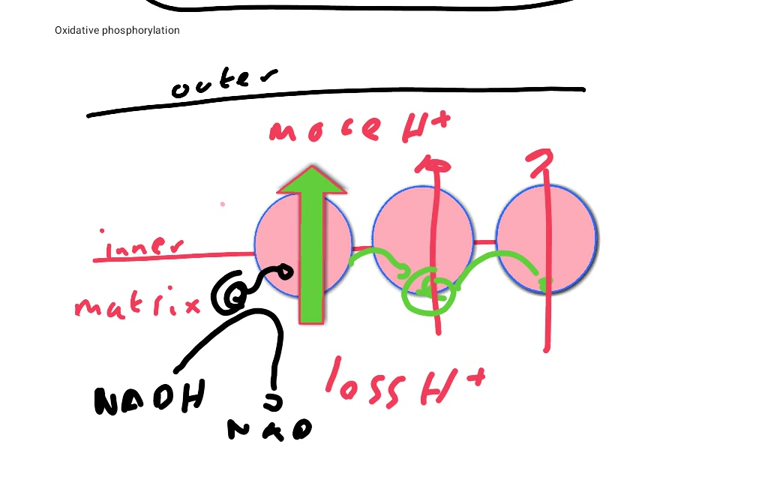 Oxidative phosphorylation
outer
more H+
inner
matrix e
NADH
NAD
loss H+